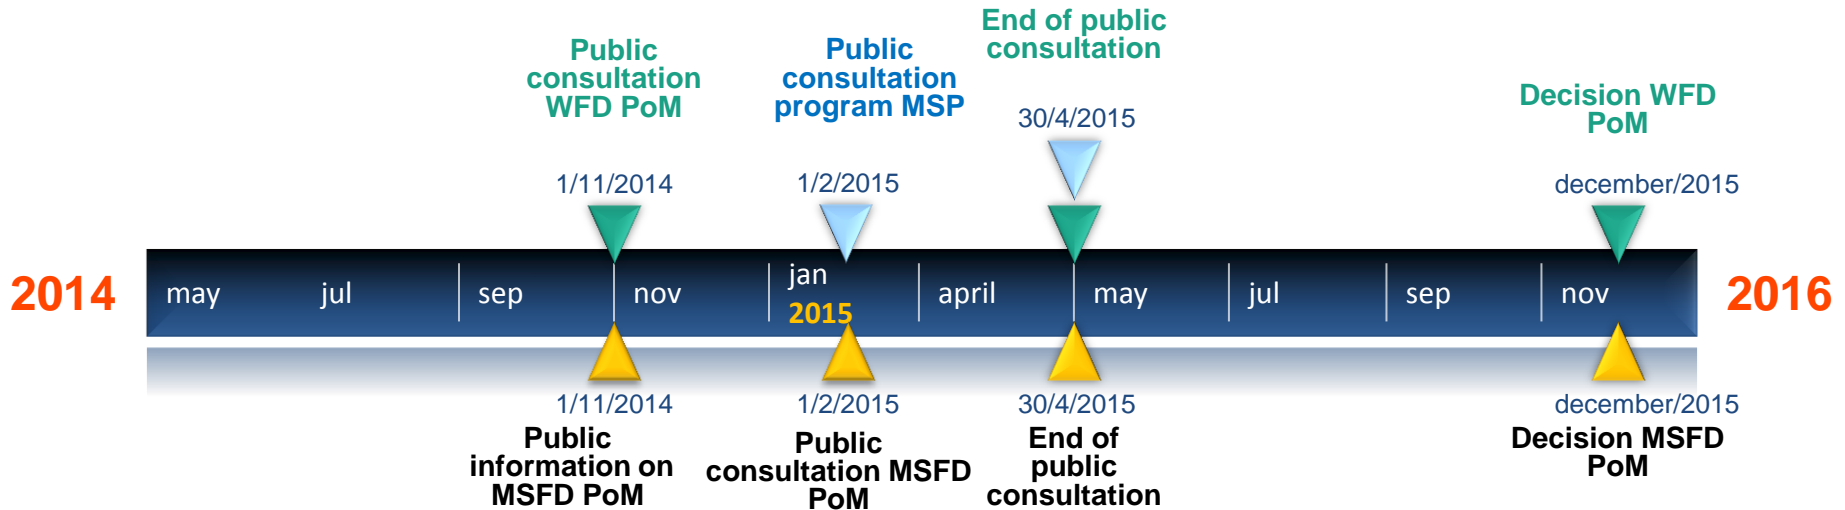 End of public
consultation
Public
consultation
WFD PoM
Public
consultation
program MSP
Decision WFD
PoM
30/4/2015
1/11/2014
1/2/2015
december/2015
2014
may
jul
sep
nov
jan
2015
april
may
jul
sep
nov
2016
1/11/2014
1/2/2015
30/4/2015
december/2015
Public
information on
MSFD PoM
Public
consultation MSFD
PoM
End of
public
consultation
Decision MSFD
PoM